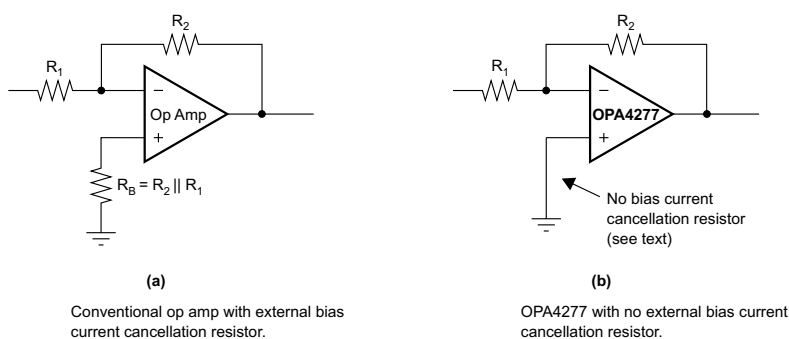 R2
R1
−
Op Amp
+
RB = R2 || R1
(a)
Conventional op amp with external bias
current cancellation resistor.
R2
R1
−
OPA4277
+
No bias current
cancellation resistor
(see text)
(b)
OPA4277 with no external bias current
cancellation resistor.